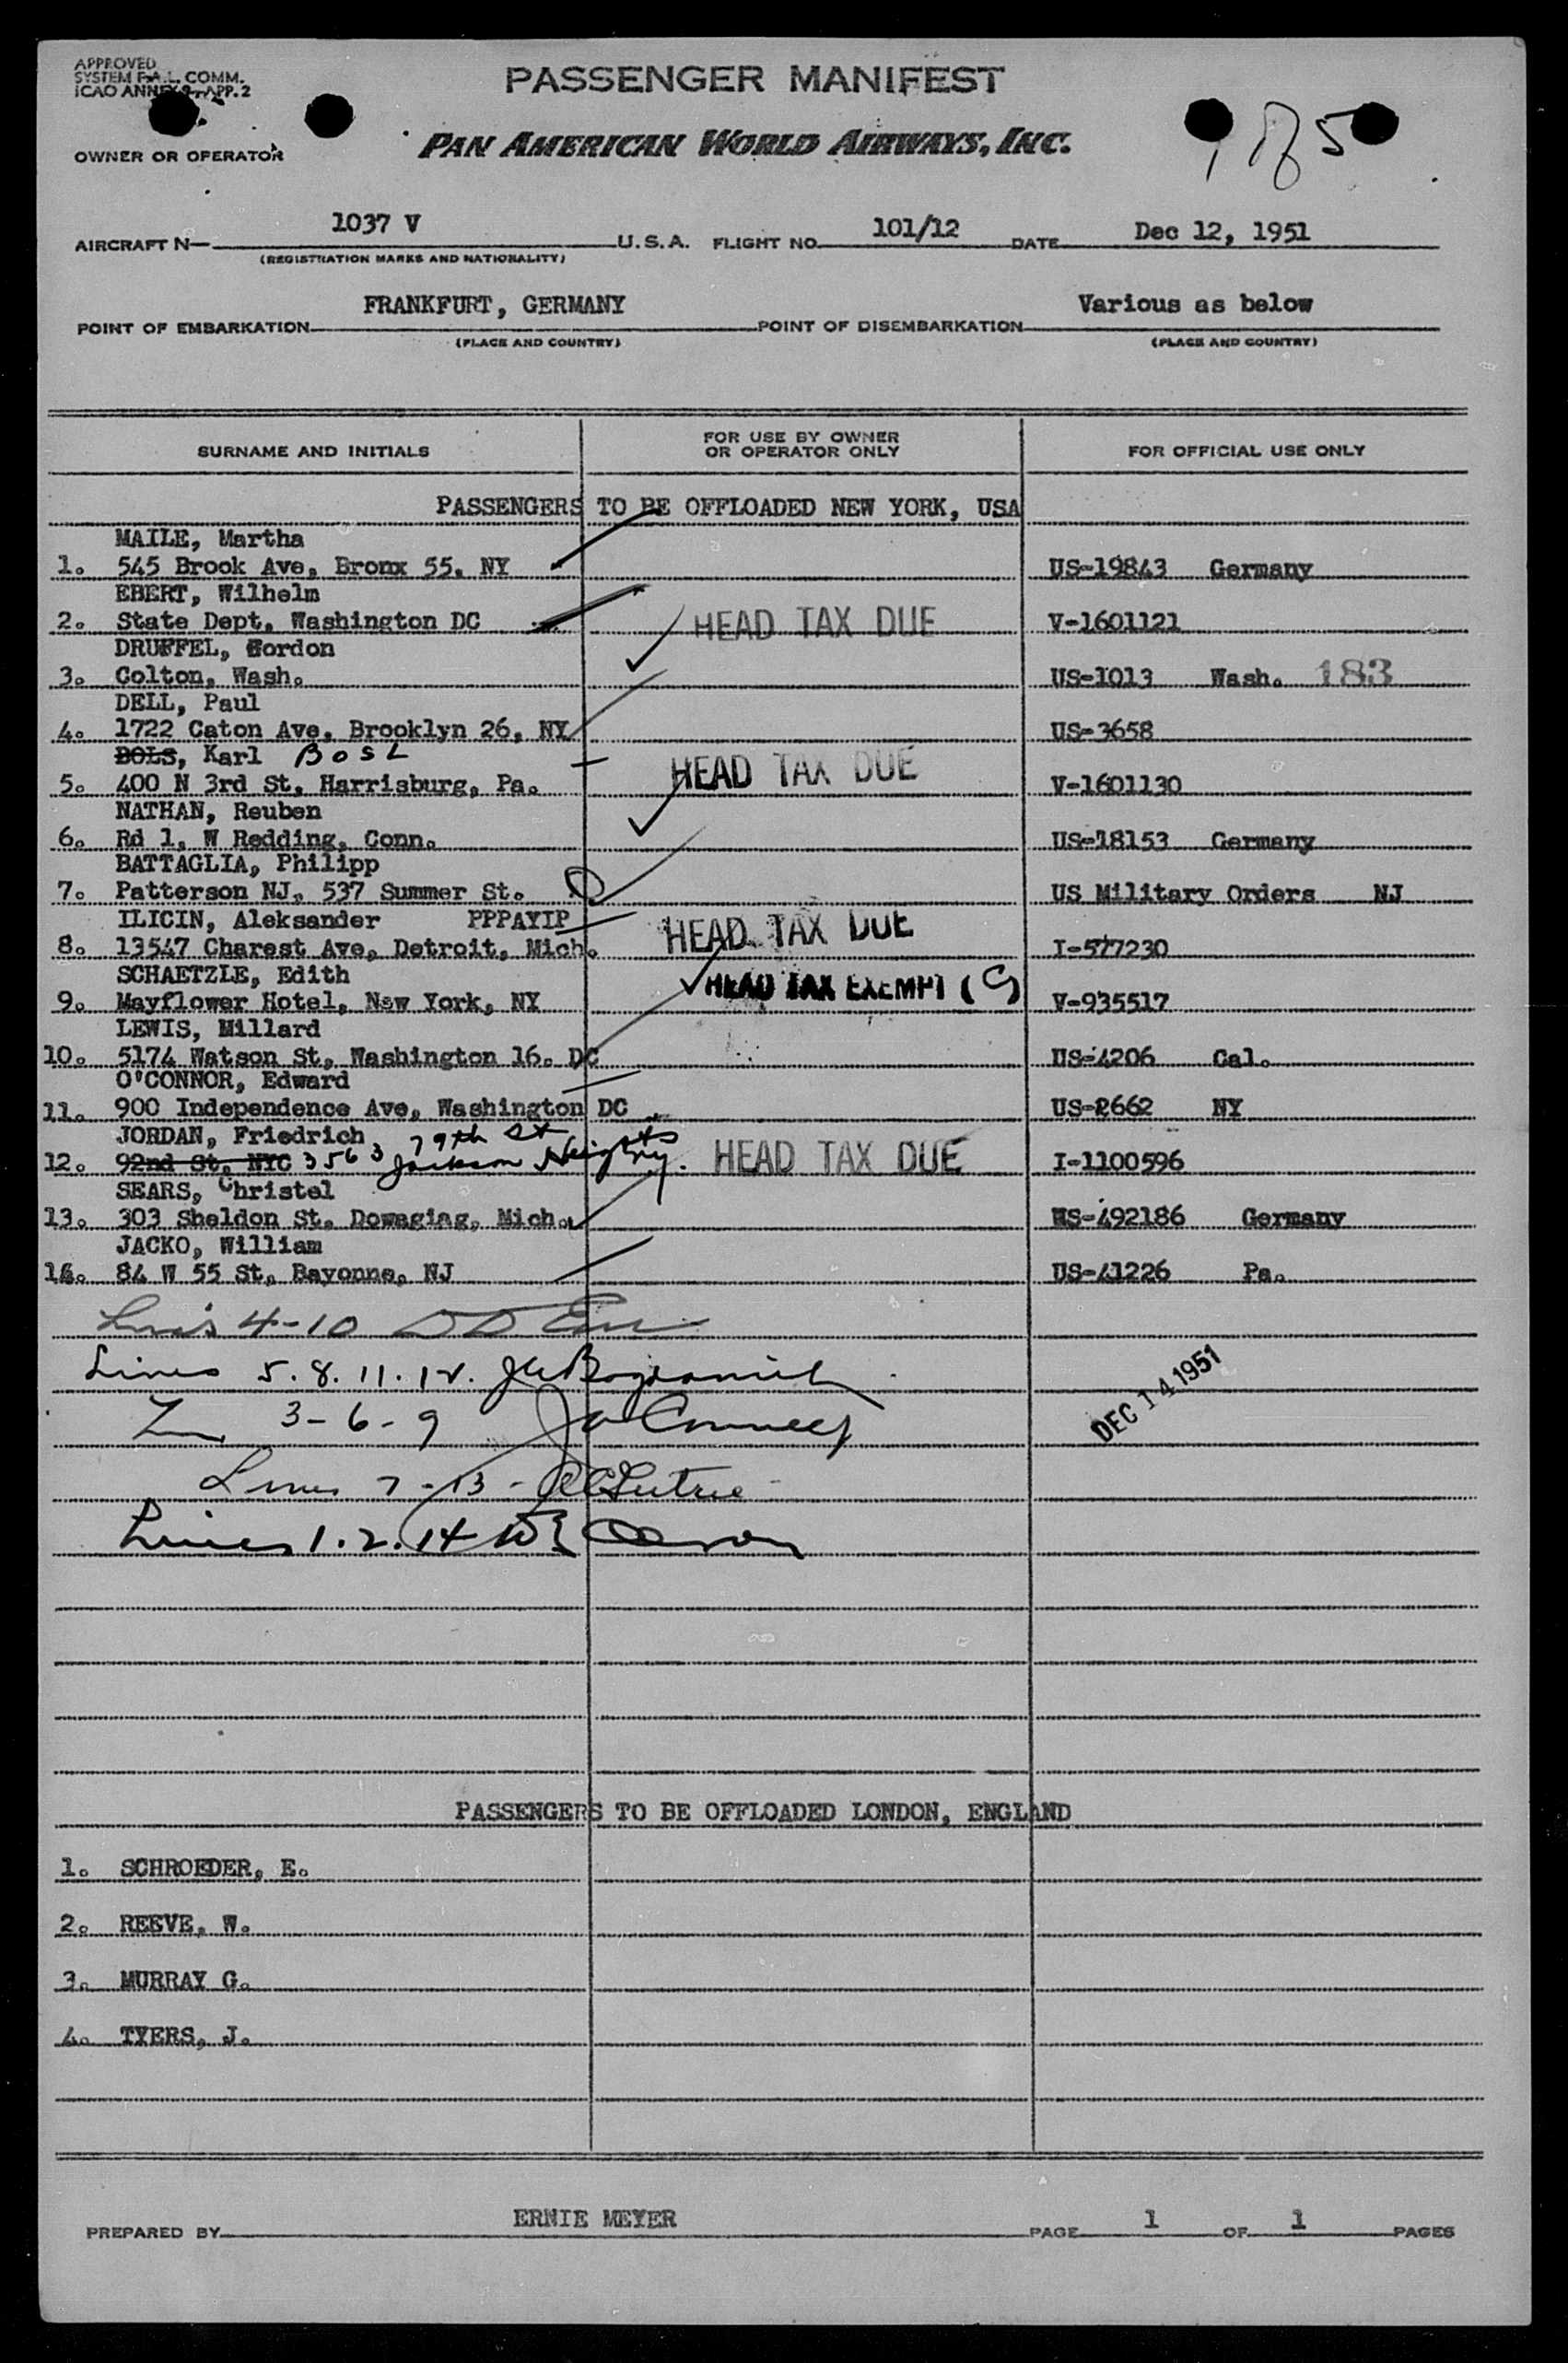 APPROVED
SYSTEM F.A.L. COMM.
ICAO ANNEX 9, APP. 2
PASSENGER MANIFEST
PAN AMERICAN WORLD AIRWAYS, INC.
OWNER OR OPERATOR
AIRCRAFT N— 1037 V U.S.A. FLIGHT NO. 101/12 DATE Dec 12, 1951
(REGISTRATION MARKS AND NATIONALITY)
POINT OF EMBARKATION FRANKFURT, GERMANY POINT OF DISEMBARKATION Various as below
(PLACE AND COUNTRY) (PLACE AND COUNTRY)
SURNAME AND INITIALS FOR USE BY OWNER OR OPERATOR ONLY FOR OFFICIAL USE ONLY
PASSENGERS TO BE OFFLOADED NEW YORK, USA
MAILE, Martha
1. 545 Brook Ave, Bronx 55. NY US-19843 Germany
EBERT, Wilhelm
2. State Dept, Washington DC HEAD TAX DUE V-1601121
DRUFFEL, Gordon
3. Colton, Wash. US-1013 Wash. 183
DELL, Paul
4. 1722 Caton Ave, Brooklyn 26, NY US-3658
BOLS, Karl BOSL
5. 400 N 3rd St, Harrisburg, Pa. HEAD TAX DUE V-1601130
NATHAN, Reuben
6. Rd 1, W Redding, Conn. US-18153 Germany
BATTAGLIA, Philipp
7. Patterson NJ, 537 Summer St. US Military Orders NJ
ILICIN, Aleksander PPPAYIP
8. 13547 Charest Ave, Detroit, Mich. HEAD TAX DUE I-577230
SCHAETZLE, Edith
9. Mayflower Hotel, New York, NY HEAD TAX EXEMPT (C) V-935517
LEWIS, Millard
10. 5174 Watson St, Washington 16. DC US-4206 Cal.
O'CONNOR, Edward
11. 900 Independence Ave, Washington DC US-2662 NY
JORDAN, Friedrich, 79th St
12. 92nd St, NYC 3563 Jackson Heights NY. HEAD TAX DUE I-1100596
SEARS, Christel
13. 303 Sheldon St. Dowagiag, Mich. US-492186 Germany
JACKO, William
14. 84 W 55 St, Bayonne, NJ US-41226 Pa.
4-10
Lines 5.8.11.12.
3-6-9
Lines 7-13-
Lines 1.2.14
DEC 14 1951
PASSENGERS TO BE OFFLOADED LONDON, ENGLAND
1. SCHROEDER, E.
2. REEVE, W.
3. MURRAY G.
4. TYERS, J.
PREPARED BY ERNIE MEYER PAGE 1 OF 1 PAGES